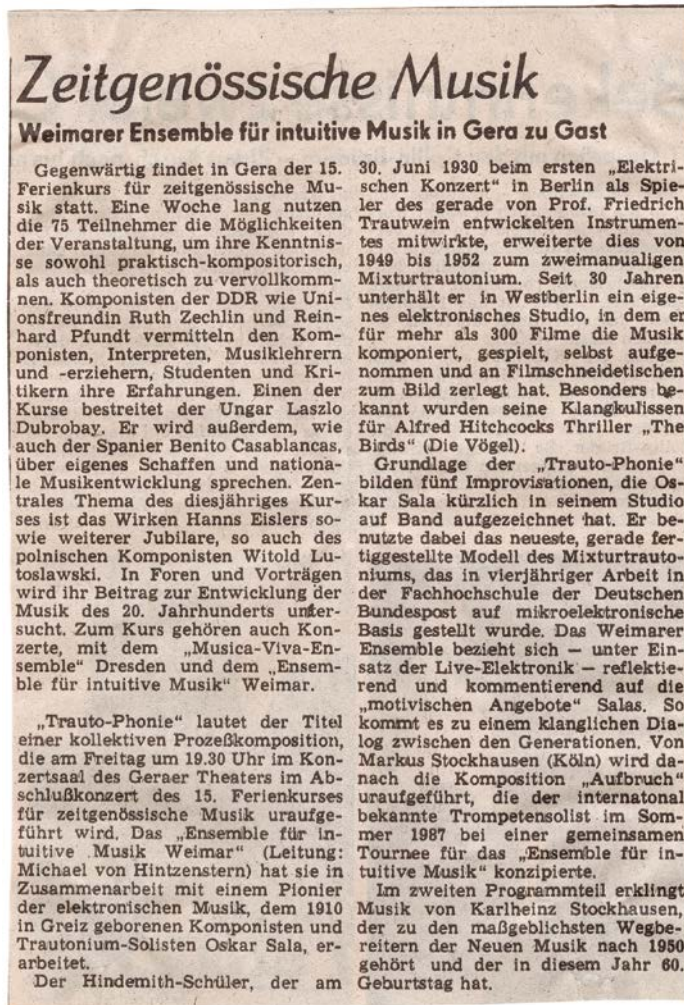 Zeitgenössische Musik
Weimarer Ensemble für intuitive Musik in Gera zu Gast
Gegenwärtig findet in Gera der 15.
Ferienkurs für zeitgenössische Mu-
sik statt. Eine Woche lang nutzen
die 75 Teilnehmer die Möglichkeiten
der Veranstaltung, um ihre Kenntnis-
se sowohl praktisch-kompositorisch,
als auch theoretisch zu vervollkomm-
nen. Komponisten der DDR wie Uni-
onsfreundin Ruth Zechlin und Rein-
hard Pfundt vermitteln den Kom-
ponisten, Interpreten, Musiklehrern
und -erziehern, Studenten und Kri-
tikern ihre Erfahrungen. Einen der
Kurse bestreitet der Ungar Laszlo
Dubrobay. Er wird außerdem, wie
auch der Spanier Benito Casablancas,
über eigenes Schaffen und nationa-
le Musikentwicklung sprechen. Zen-
trales Thema des diesjähriges Kur-
ses ist das Wirken Hanns Eislers so-
wie weiterer Jubilare, so auch des
polnischen Komponisten Witold Lu-
toslawski. In Foren und Vorträgen
wird ihr Beitrag zur Entwicklung der
Musik des 20. Jahrhunderts unter-
sucht. Zum Kurs gehören auch Kon-
zerte, mit dem „Musica-Viva-En-
semble“ Dresden und dem „Ensem-
ble für intuitive Musik“ Weimar.
„Trauto-Phonie“ lautet der Titel
einer kollektiven Prozeßkomposition,
die am Freitag um 19.30 Uhr im Kon-
zertsaal des Geraer Theaters im Ab-
schlußkonzert des 15. Ferienkurses
für zeitgenössische Musik uraufge-
führt wird. Das „Ensemble für in-
tuitive Musik Weimar“ (Leitung:
Michael von Hintzenstern) hat sie in
Zusammenarbeit mit einem Pionier
der elektronischen Musik, dem 1910
in Greiz geborenen Komponisten und
Trautonium-Solisten Oskar Sala, er-
arbeitet.
Der Hindemith-Schüler, der am
30. Juni 1930 beim ersten „Elektri-
schen Konzert“ in Berlin als Spie-
ler des gerade von Prof. Friedrich
Trautwein entwickelten Instrumen-
tes mitwirkte, erweiterte dies von
1949 bis 1952 zum zweimanualigen
Mixturtrautonium. Seit 30 Jahren
unterhält er in Westberlin ein eige-
nes elektronisches Studio, in dem er
für mehr als 300 Filme die Musik
komponiert, gespielt, selbst aufge-
nommen und an Filmschneidetischen
zum Bild zerlegt hat. Besonders be-
kannt wurden seine Klangkulissen
für Alfred Hitchcocks Thriller „The
Birds“ (Die Vögel).
Grundlage der „Trauto-Phonie“
bilden fünf Improvisationen, die Os-
kar Sala kürzlich in seinem Studio
auf Band aufgezeichnet hat. Er be-
nutzte dabei das neueste, gerade fer-
tiggestellte Modell des Mixturtrauto-
niums, das in vierjähriger Arbeit in
der Fachhochschule der Deutschen
Bundespost auf mikroelektronische
Basis gestellt wurde. Das Weimarer
Ensemble bezieht sich — unter Ein-
satz der Live-Elektronik — reflektie-
rend und kommentierend auf die
„motivischen Angebote“ Salas. So
kommt es zu einem klanglichen Dia-
log zwischen den Generationen. Von
Markus Stockhausen (Köln) wird da-
nach die Komposition „Aufbruch“
uraufgeführt, die der internatonal
bekannte Trompetensolist im Som-
mer 1987 bei einer gemeinsamen
Tournee für das „Ensemble für in-
tuitive Musik“ konzipierte.
Im zweiten Programmteil erklingt
Musik von Karlheinz Stockhausen,
der zu den maßgeblichsten Wegbe-
reitern der Neuen Musik nach 1950
gehört und der in diesem Jahr 60.
Geburtstag hat.